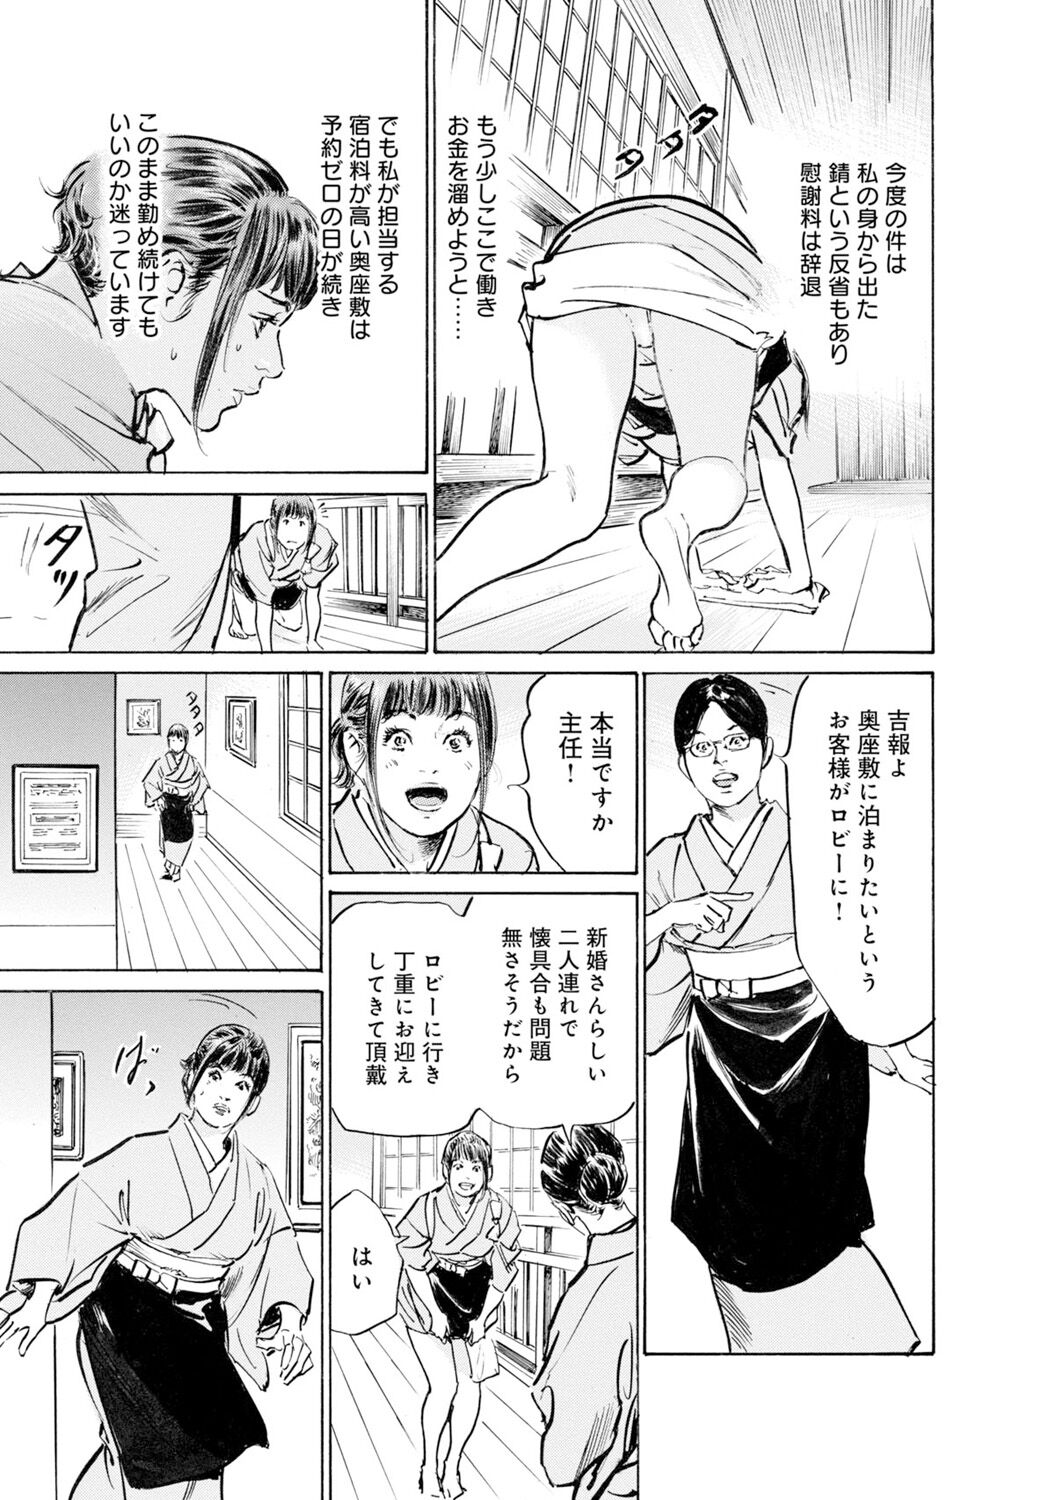 今度の件は
私の身から出た
錆という反省もあり
慰謝料は辞退
タタタ
もう少しここで働き
お金を溜めようと……
でも私が担当する
宿泊料が高い奥座敷は
予約ゼロの日が続き
このまま勤め続けても
いいのか迷っています
タッ
吉報よ
奥座敷に泊まりたいという
お客様がロビーに！
本当ですか
主任！
新婚さんらしい
二人連れで
懐具合も問題
無さそうだから
ロビーに行き
丁重にお迎え
してきて頂戴
はい
タタタ
ばっ